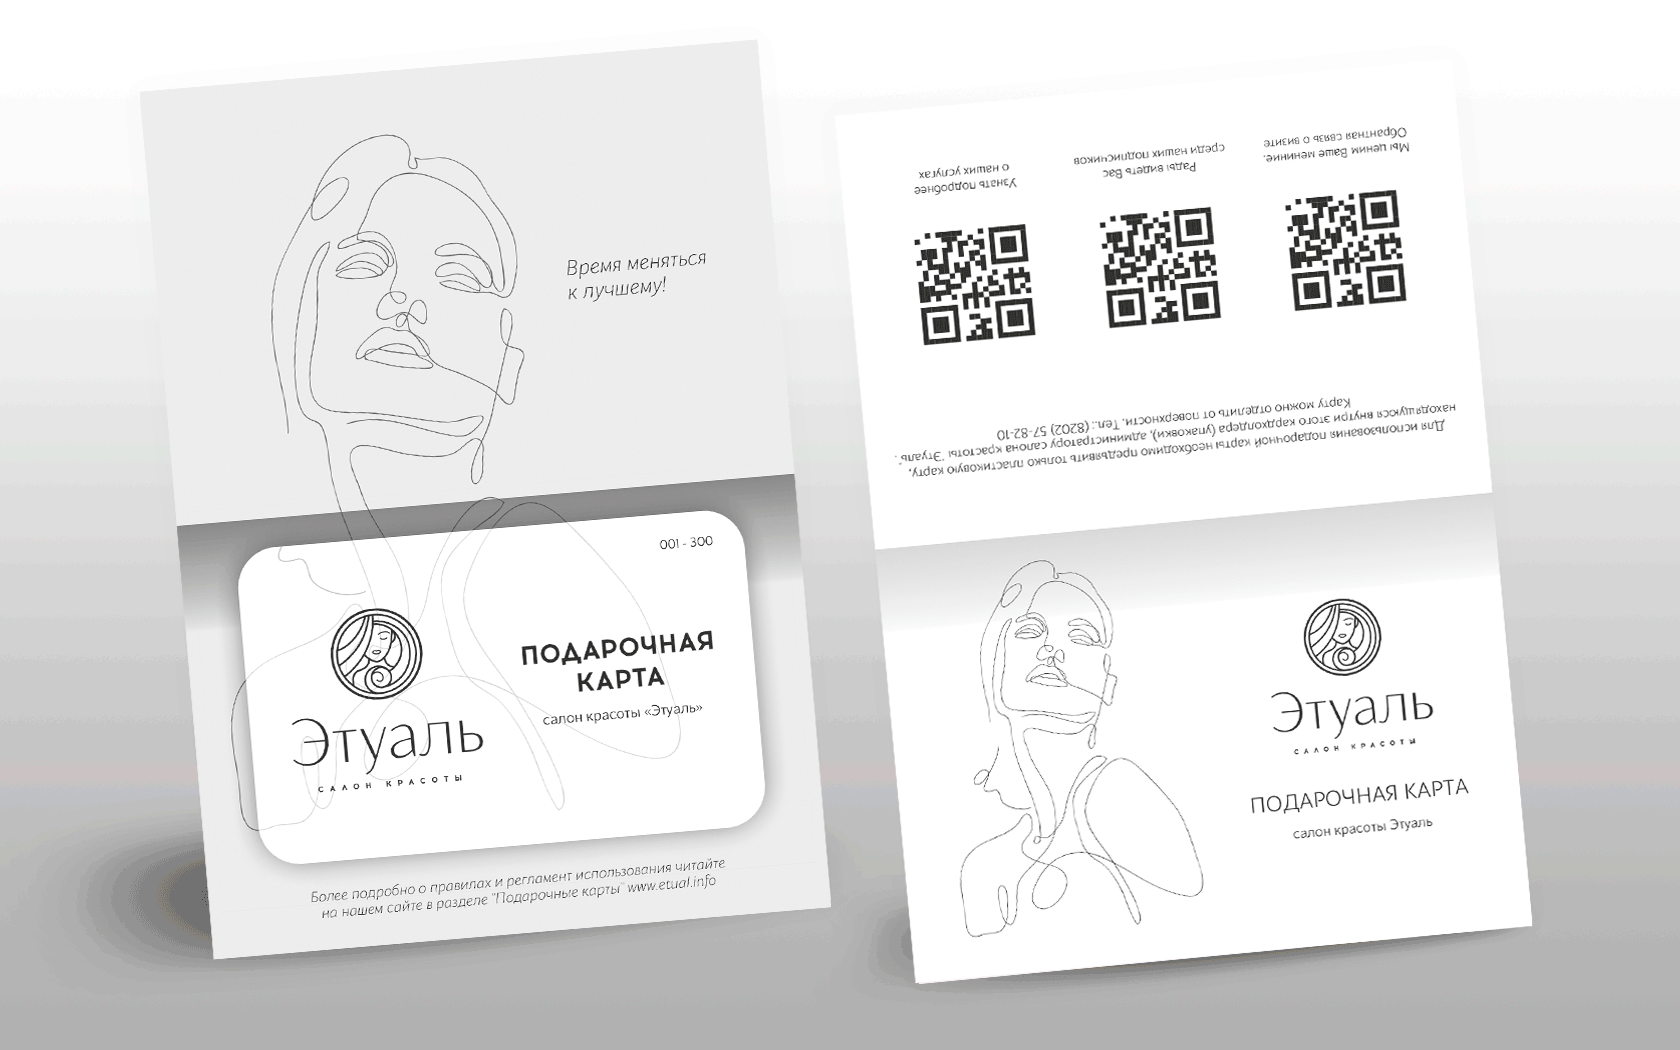 Время меняться
к лучшему!
001 - 300
ПОДАРОЧНАЯ
КАРТА
салон красоты «Этуаль»
Этуаль
САЛОН КРАСОТЫ
Более подробно о правилах и регламент использования читайте
на нашем сайте в разделе "Подарочные карты" www.etual.info
Для использования подарочной карты необходимо предъявить только пластиковую карту,
находящуюся внутри этого кардхолдера (упаковки), администратору салона красоты "Этуаль".
Карту можно отделить от поверхности. Тел.: (8202) 57-82-10
Мы ценим Ваше мненине.
Обратная связь о визите
Рады видеть Вас
среди наших подписчиков
Узнать подробнее
о наших услугах
Этуаль
САЛОН КРАСОТЫ
ПОДАРОЧНАЯ КАРТА
салон красоты Этуаль